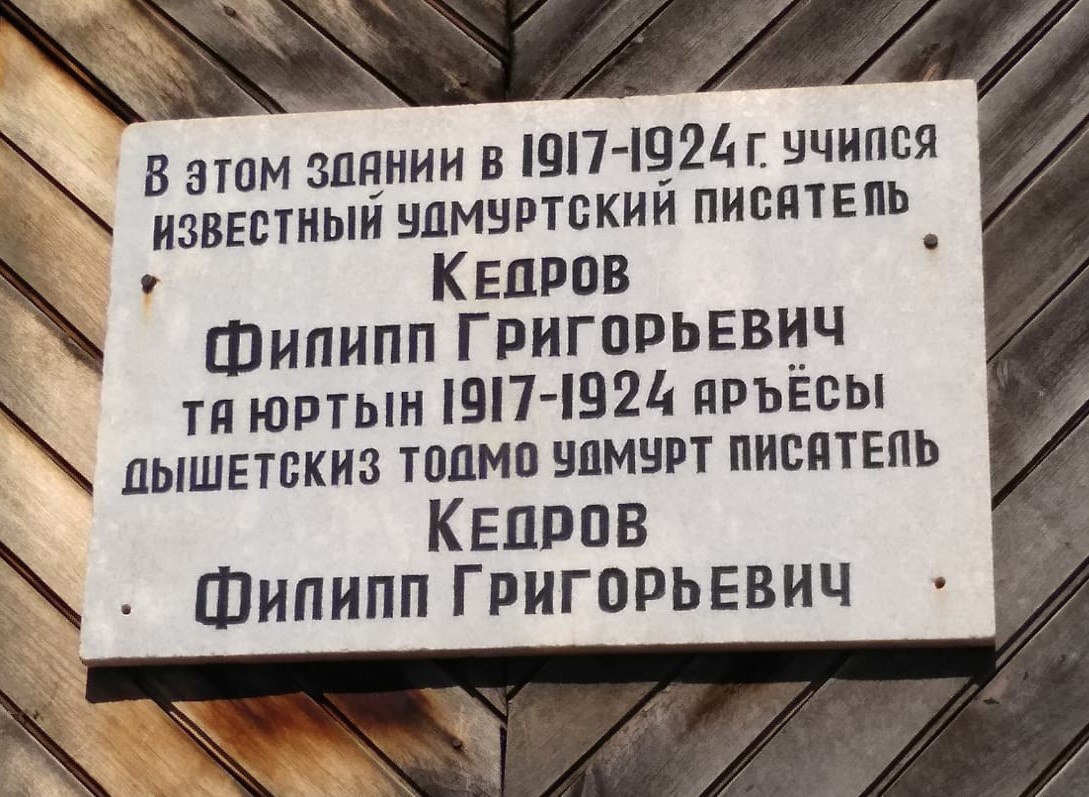 В этом здании в 1917-1924 г. учился
известный удмуртский писатель
Кедров
Филипп Григорьевич
та юртын 1917-1924 аръёсы
дышетскиз тодмо удмурт писатель
Кедров
Филипп Григорьевич